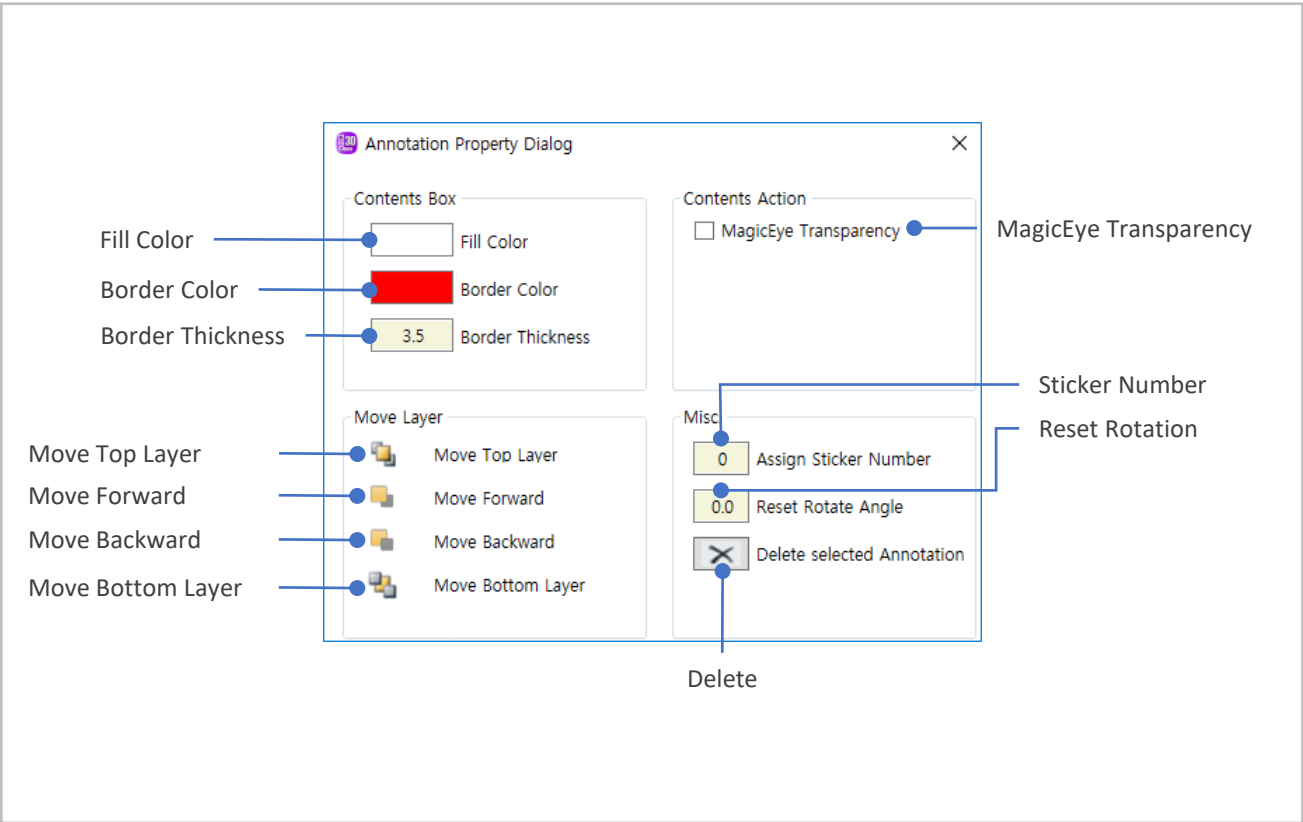 Annotation Property Dialog
Contents Box
Fill Color
Fill Color
Border Color
Border Color
Border Thickness
3.5
Border Thickness
Contents Action
MagicEye Transparency
MagicEye Transparency
Move Layer
Move Top Layer
Move Top Layer
Move Forward
Move Forward
Move Backward
Move Backward
Move Bottom Layer
Move Bottom Layer
Misc.
Sticker Number
Reset Rotation
0
Assign Sticker Number
0.0
Reset Rotate Angle
Delete selected Annotation
Delete